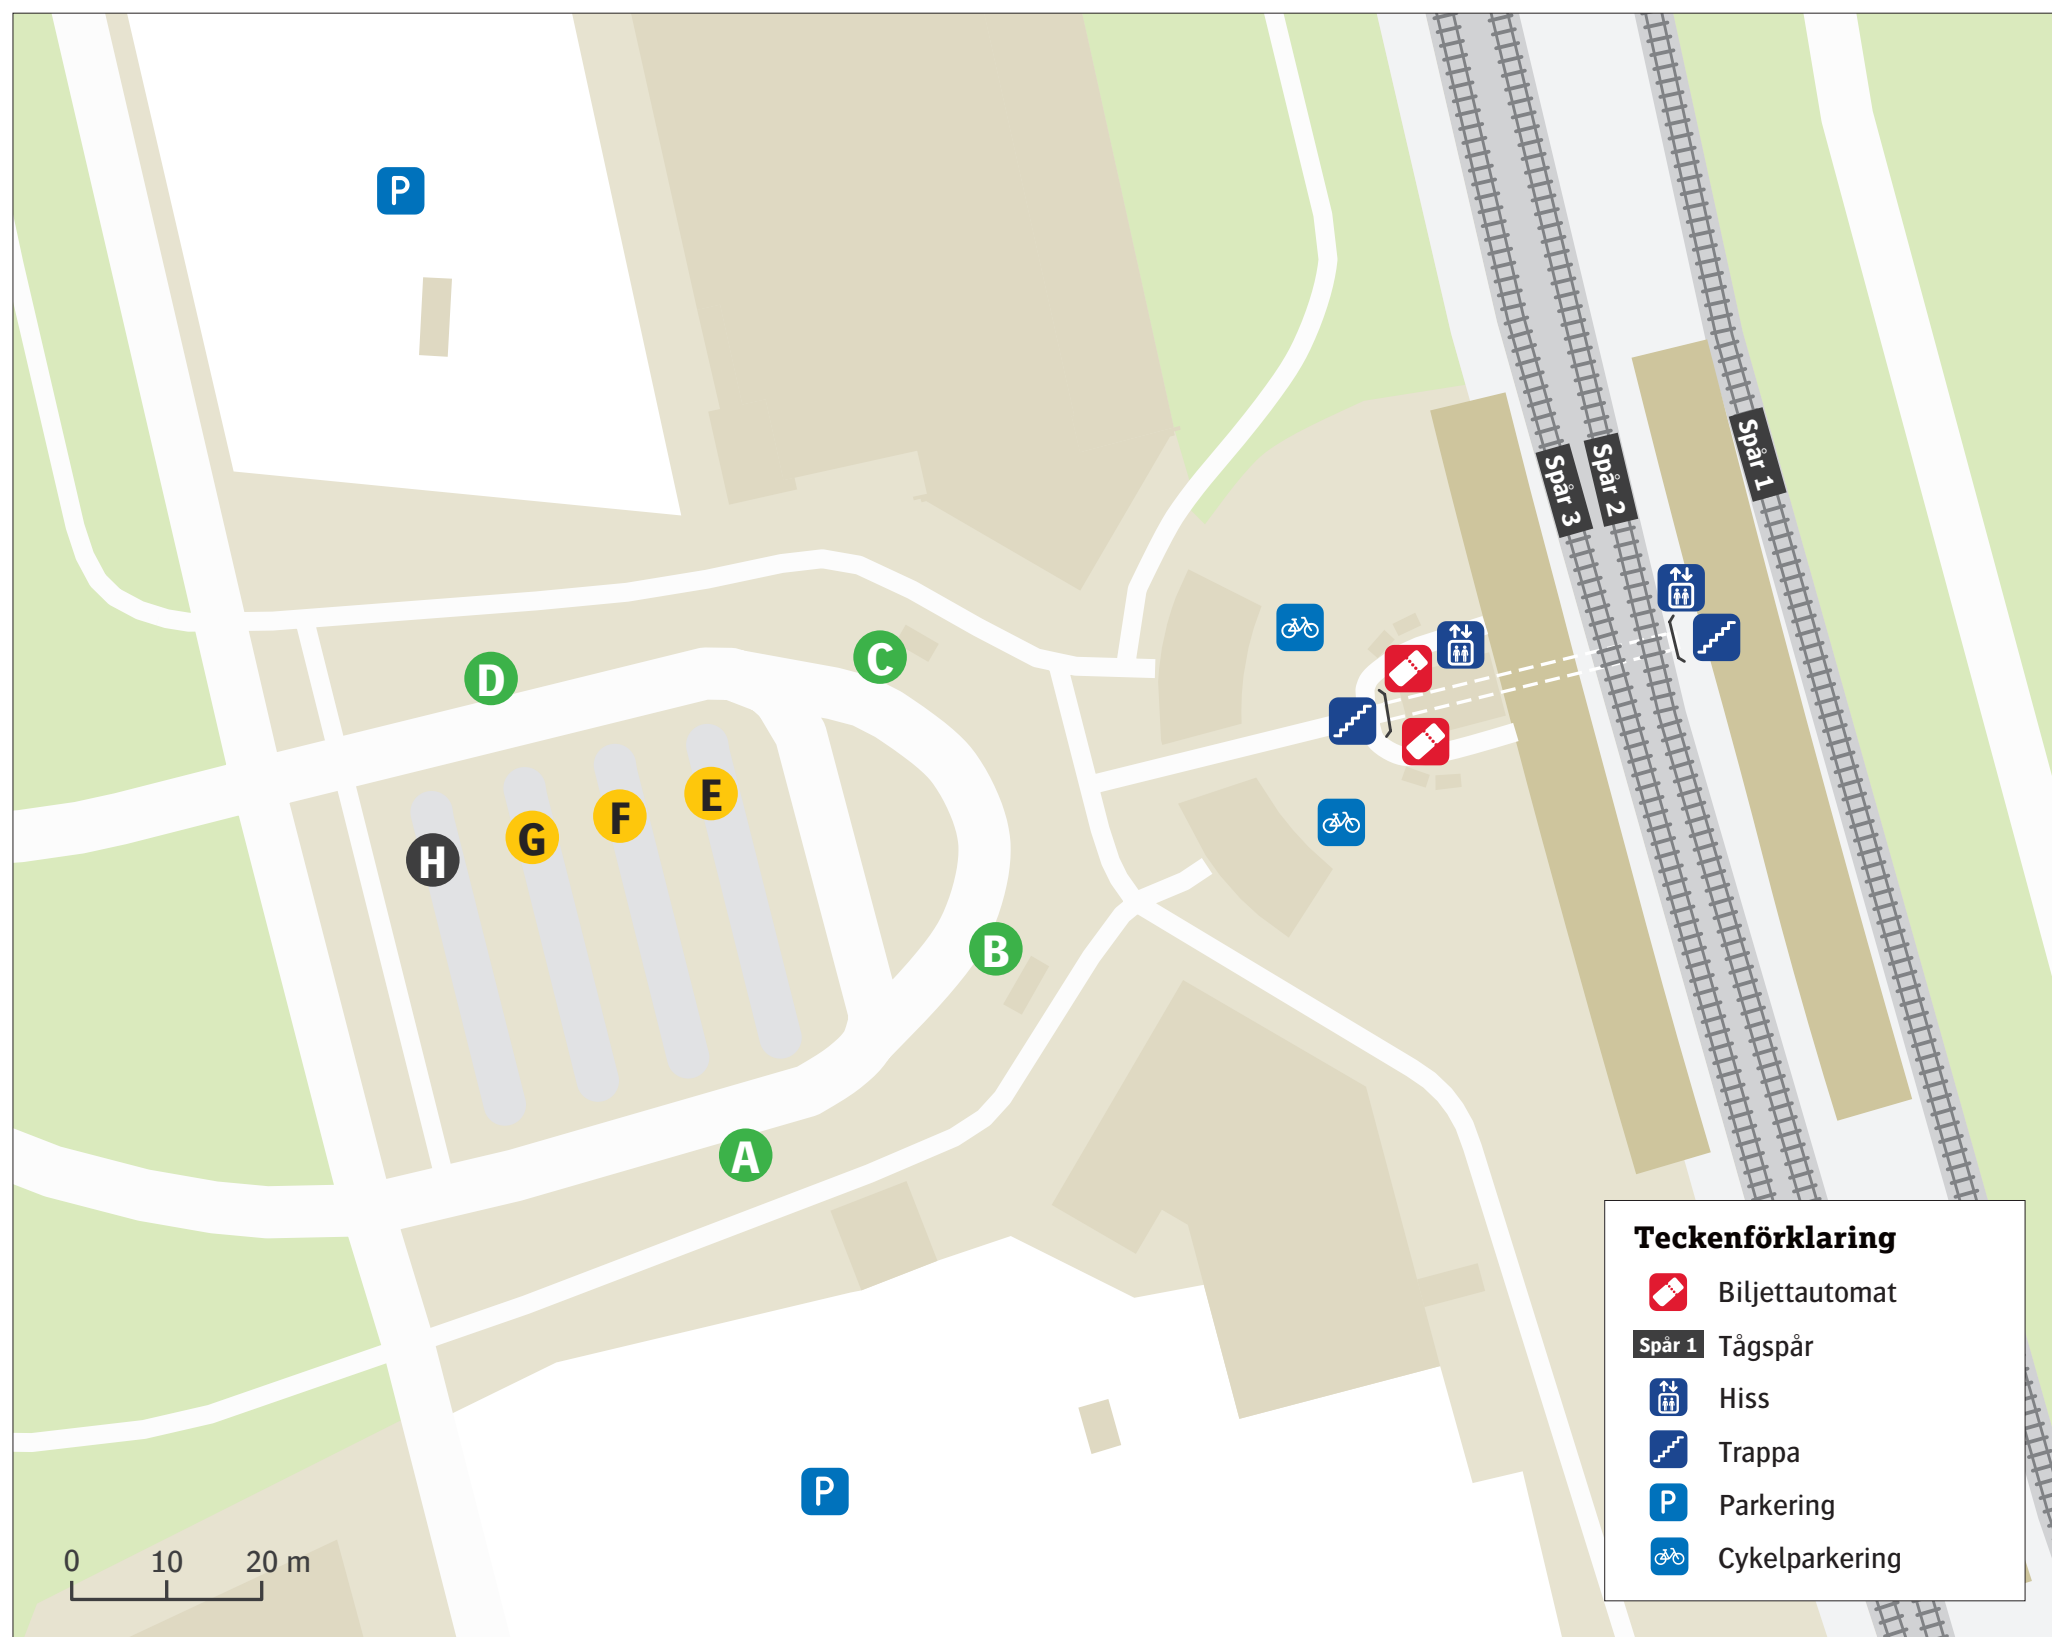 P
Spår 3
Spår 2
Spår 1
C
D
E
F
G
H
B
A
P
0 10 20 m
Teckenförklaring
Biljettautomat
Spår 1 Tågspår
Hiss
Trappa
P Parkering
Cykelparkering